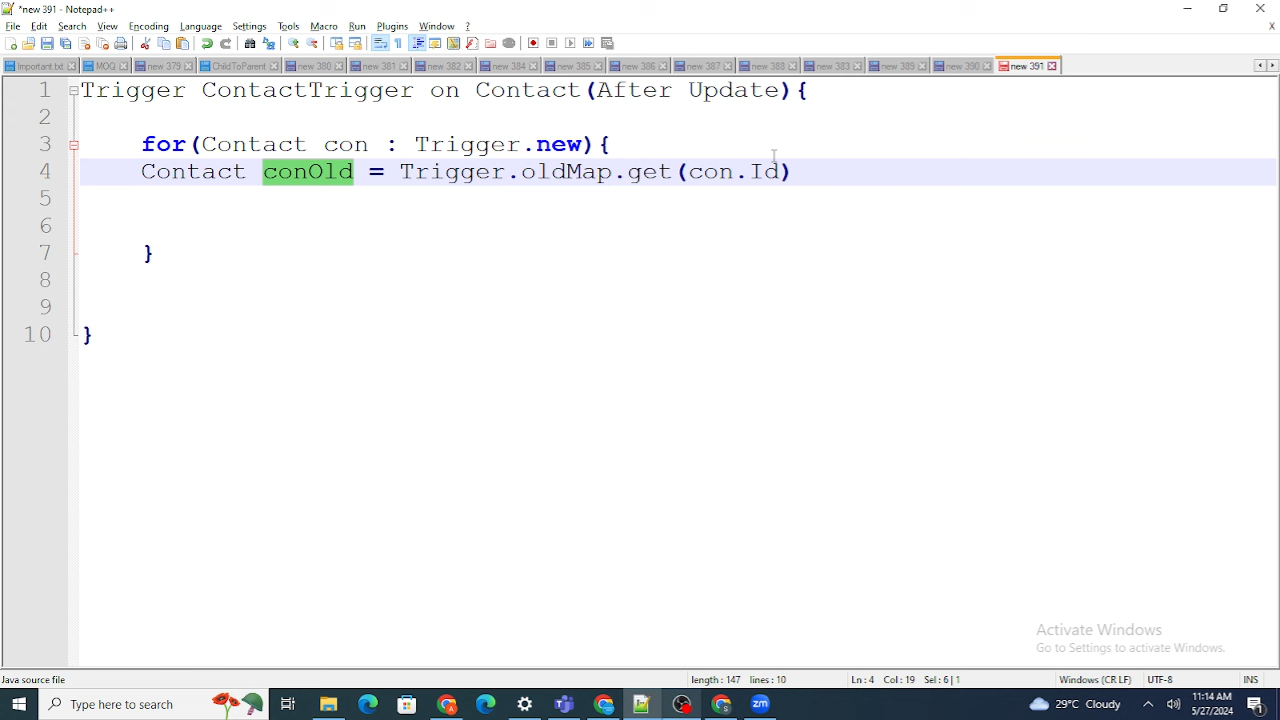 *new 391 - Notepad++
File Edit Search View Encoding Language Settings Tools Macro Run Plugins Window ?
Important.txt MOG new 379 ChildToParent new 380 new 381 new 382 new 384 new 385 new 386 new 387 new 388 new 383 new 389 new 390 new 391
1 Trigger ContactTrigger on Contact(After Update){
2
3 for(Contact con : Trigger.new){
4 Contact conOld = Trigger.oldMap.get(con.Id)
5
6
7 }
8
9
10 }
Activate Windows
Go to Settings to activate Windows.
Java source file length: 147 lines: 10 Ln: 4 Col: 19 Sel: 6 | 1 Windows (CR LF) UTF-8 INS
Type here to search zm 29°C Cloudy 11:14 AM
5/27/2024